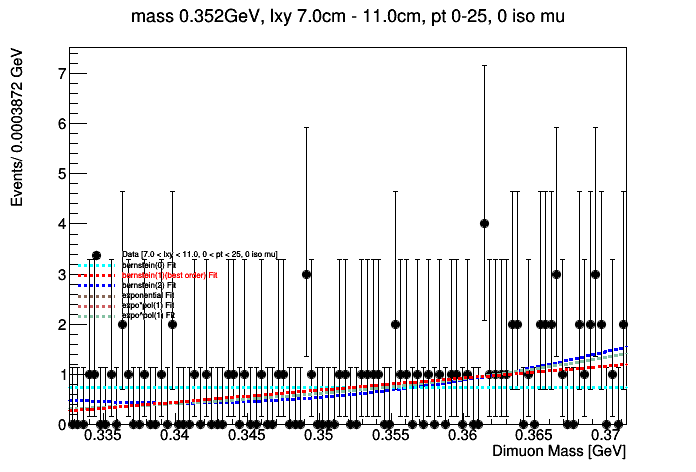 mass 0.352GeV, lxy 7.0cm - 11.0cm, pt 0-25, 0 iso mu
Events/ 0.0003872 GeV
7
6
5
4
3
2
1
0
Data [7.0 < lxy < 11.0, 0 < pt < 25, 0 iso mu]
bernstein(0) Fit
bernstein(1)(best order) Fit
bernstein(2) Fit
exponential Fit
expo*pol(1) Fit
expo*pol(1) Fit
0.335 0.34 0.345 0.35 0.355 0.36 0.365 0.37
Dimuon Mass [GeV]